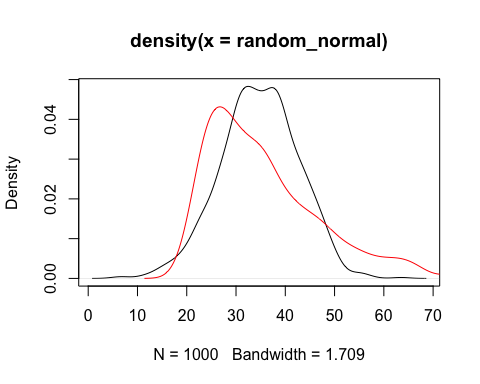 density(x = random_normal)
Density
0.04
0.02
0.00
0 10 20 30 40 50 60 70
N = 1000 Bandwidth = 1.709